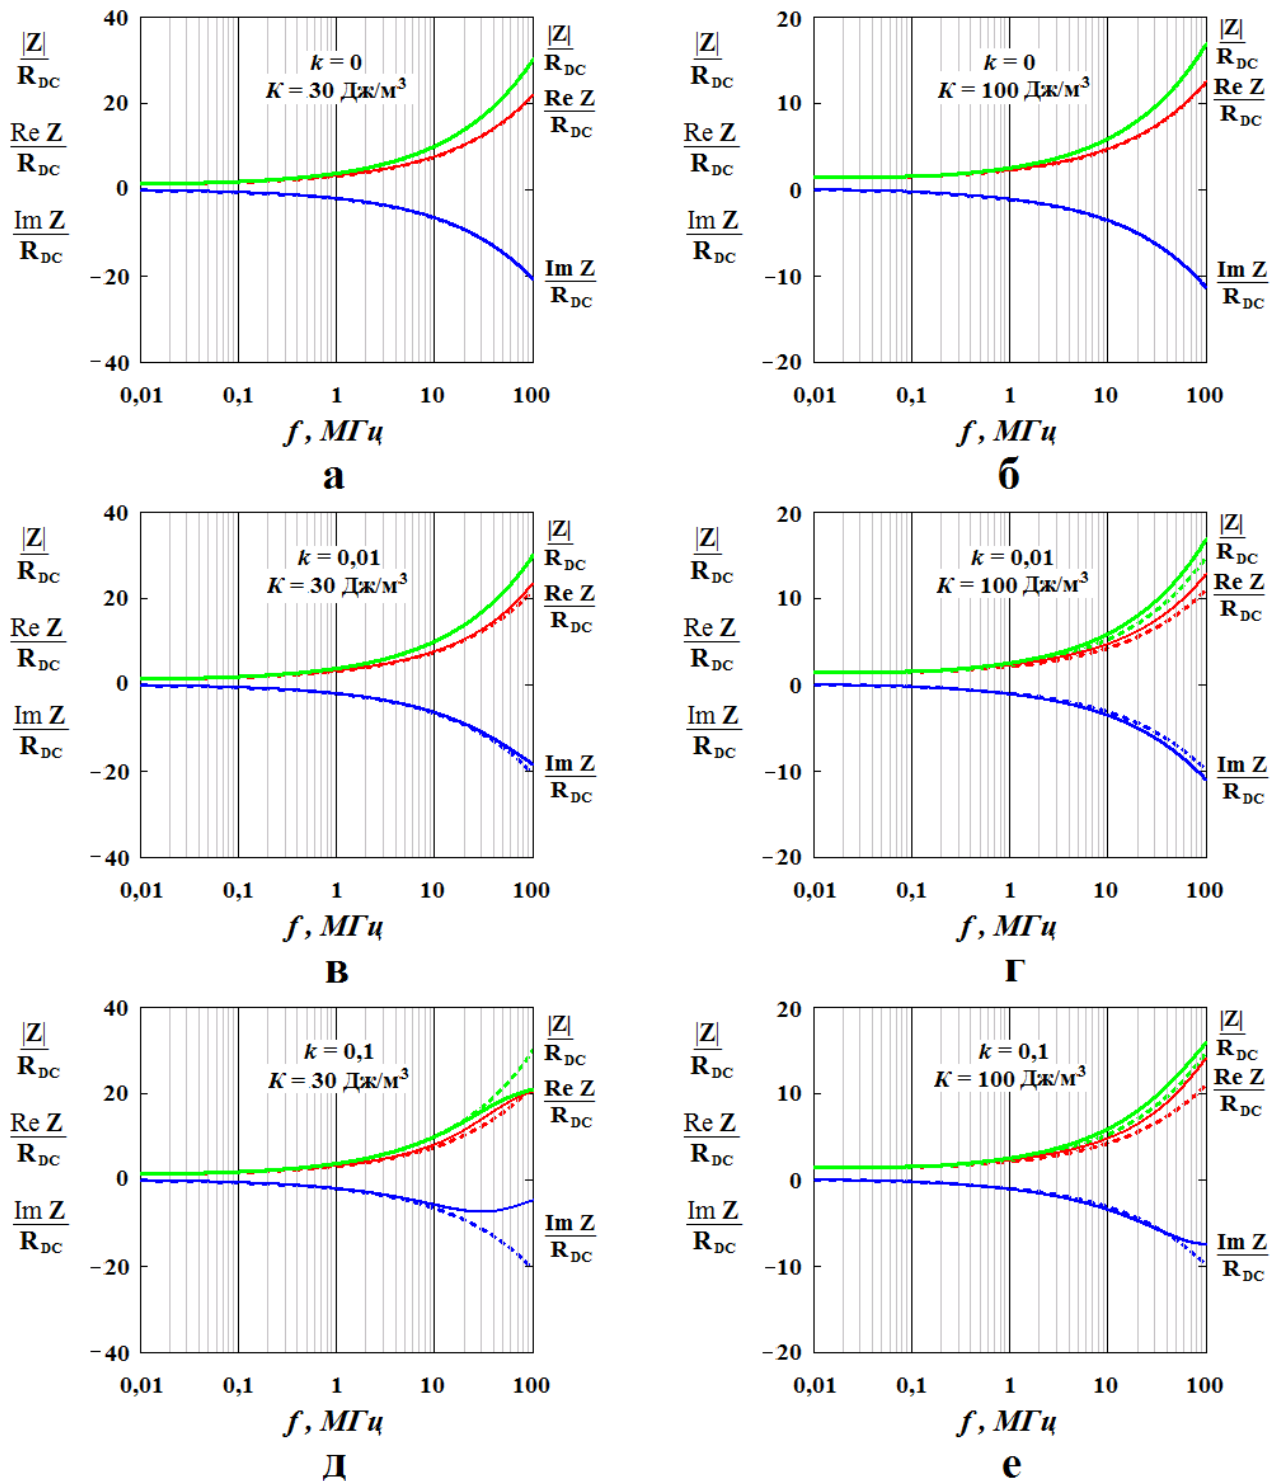 40
20
0
−20
−40
|Z|
R_DC
Re Z
R_DC
Im Z
R_DC
k = 0
K = 30 Дж/м³
|Z|
R_DC
Re Z
R_DC
Im Z
R_DC
0,01 0,1 1 10 100
f , МГц
а
20
10
0
−10
−20
|Z|
R_DC
Re Z
R_DC
Im Z
R_DC
k = 0
K = 100 Дж/м³
|Z|
R_DC
Re Z
R_DC
Im Z
R_DC
0,01 0,1 1 10 100
f , МГц
б
40
20
0
−20
−40
|Z|
R_DC
Re Z
R_DC
Im Z
R_DC
k = 0,01
K = 30 Дж/м³
|Z|
R_DC
Re Z
R_DC
Im Z
R_DC
0,01 0,1 1 10 100
f , МГц
в
20
10
0
−10
−20
|Z|
R_DC
Re Z
R_DC
Im Z
R_DC
k = 0,01
K = 100 Дж/м³
|Z|
R_DC
Re Z
R_DC
Im Z
R_DC
0,01 0,1 1 10 100
f , МГц
г
40
20
0
−20
−40
|Z|
R_DC
Re Z
R_DC
Im Z
R_DC
k = 0,1
K = 30 Дж/м³
|Z|
R_DC
Re Z
R_DC
Im Z
R_DC
0,01 0,1 1 10 100
f , МГц
д
20
10
0
−10
−20
|Z|
R_DC
Re Z
R_DC
Im Z
R_DC
k = 0,1
K = 100 Дж/м³
|Z|
R_DC
Re Z
R_DC
Im Z
R_DC
0,01 0,1 1 10 100
f , МГц
е